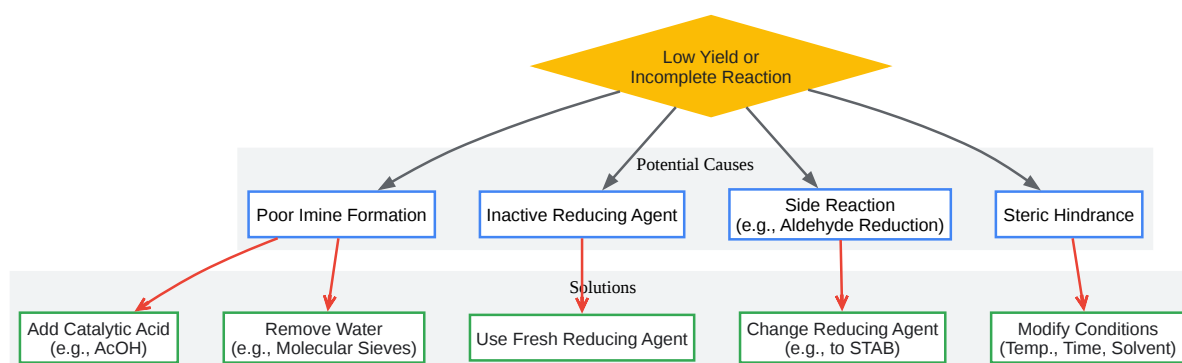 Low Yield or
Incomplete Reaction
Potential Causes
Poor Imine Formation
Inactive Reducing Agent
Side Reaction
(e.g., Aldehyde Reduction)
Steric Hindrance
Solutions
Add Catalytic Acid
(e.g., AcOH)
Remove Water
(e.g., Molecular Sieves)
Use Fresh Reducing Agent
Change Reducing Agent
(e.g., to STAB)
Modify Conditions
(Temp., Time, Solvent)